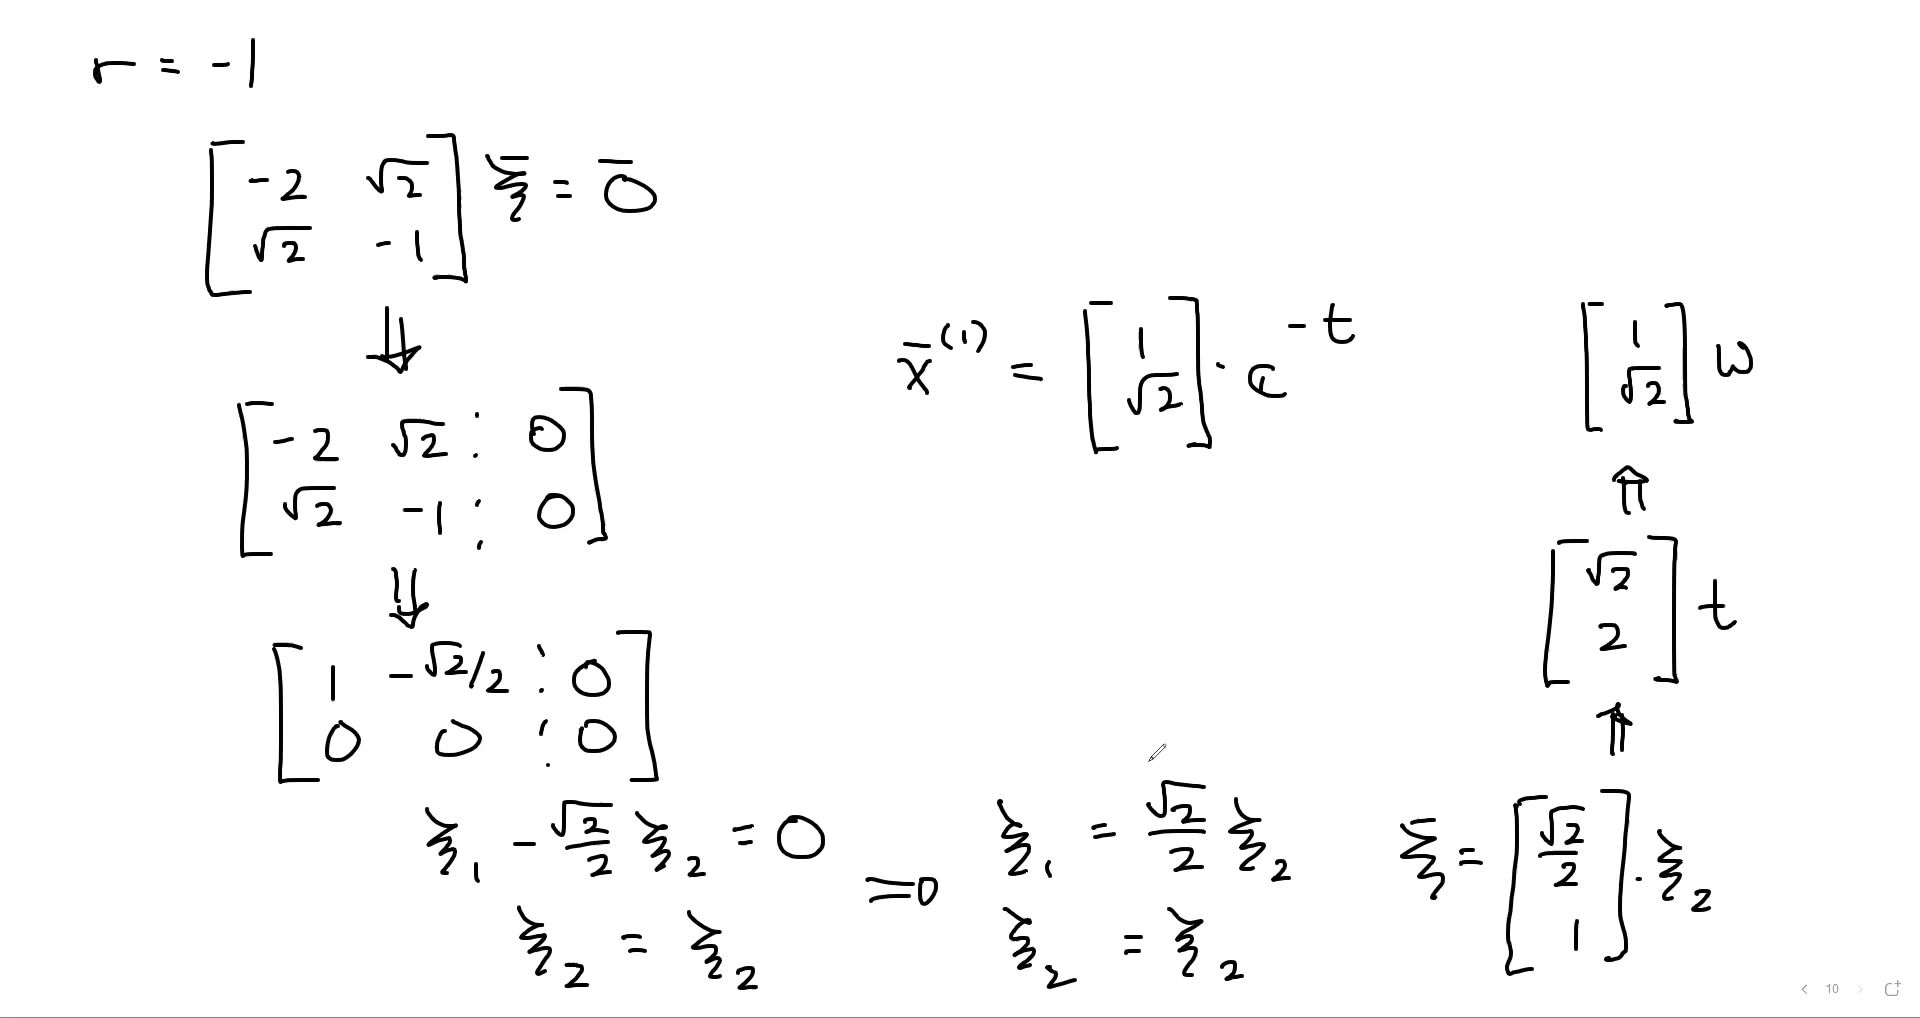 r = -1
[ -2 √2 ; √2 -1 ] ξ̄ = 0̄
⇓
[ -2 √2 ⋮ 0 ; √2 -1 ⋮ 0 ]
⇓
[ 1 -√2/2 ⋮ 0 ; 0 0 ⋮ 0 ]
ξ₁ - √2/2 ξ₂ = 0
ξ₂ = ξ₂
=0
ξ₁ = √2/2 ξ₂
ξ₂ = ξ₂
ξ̄ = [ √2/2 ; 1 ] · ξ₂
⇑
[ √2 ; 2 ] t
⇑
[ 1 ; √2 ] w
x̄⁽¹⁾ = [ 1 ; √2 ] · e^{-t}
< 10 >